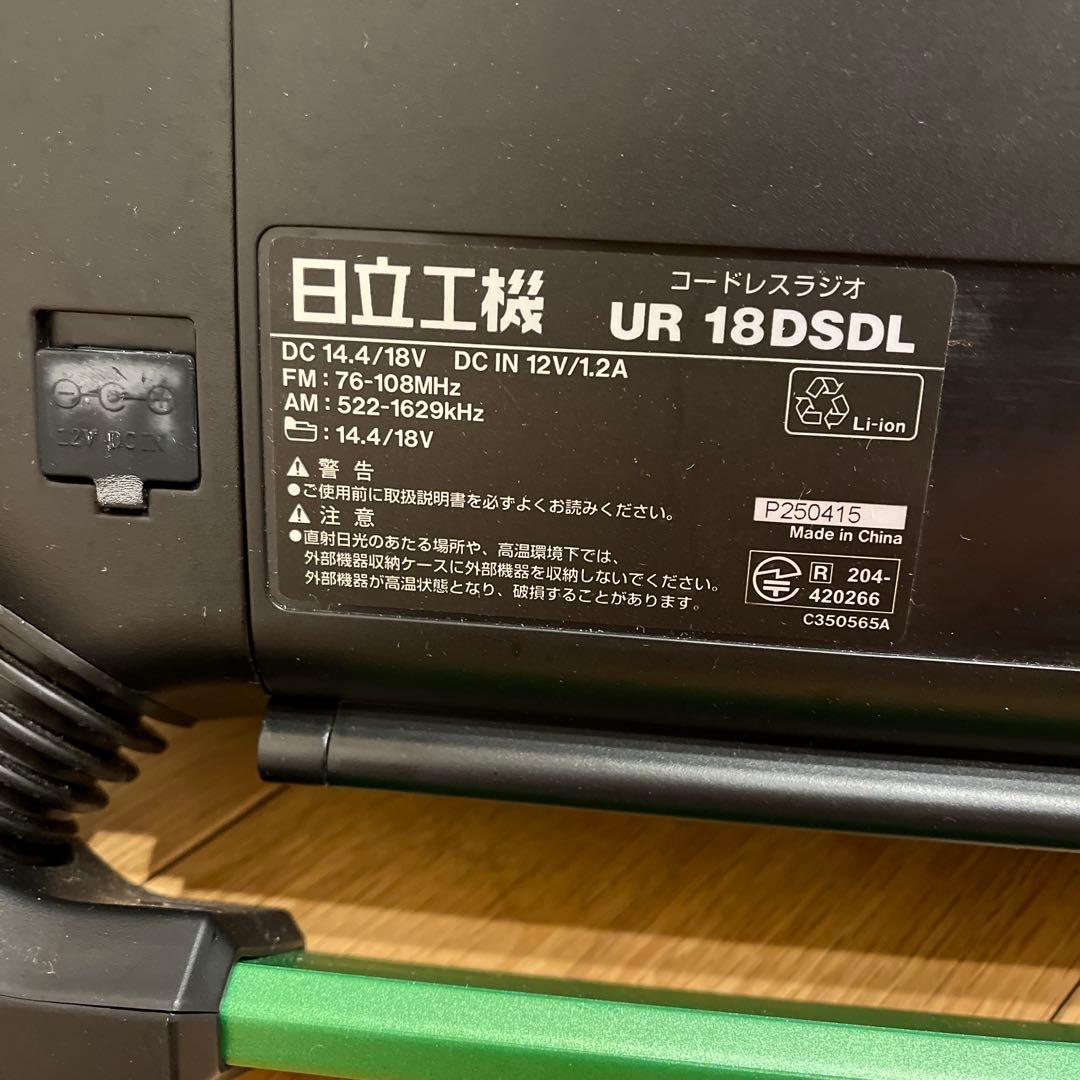 日立工機
コードレスラジオ
UR 18DSDL
DC 14.4/18V DC IN 12V/1.2A
FM : 76-108MHz
AM : 522-1629kHz
: 14.4/18V
Li-ion
警告
●ご使用前に取扱説明書を必ずよくお読みください。
注意
●直射日光のあたる場所や、高温環境下では、
外部機器収納ケースに外部機器を収納しないでください。
外部機器が高温状態となり、破損することがあります。
P250415
Made in China
R 204-
420266
C350565A
12V DC IN